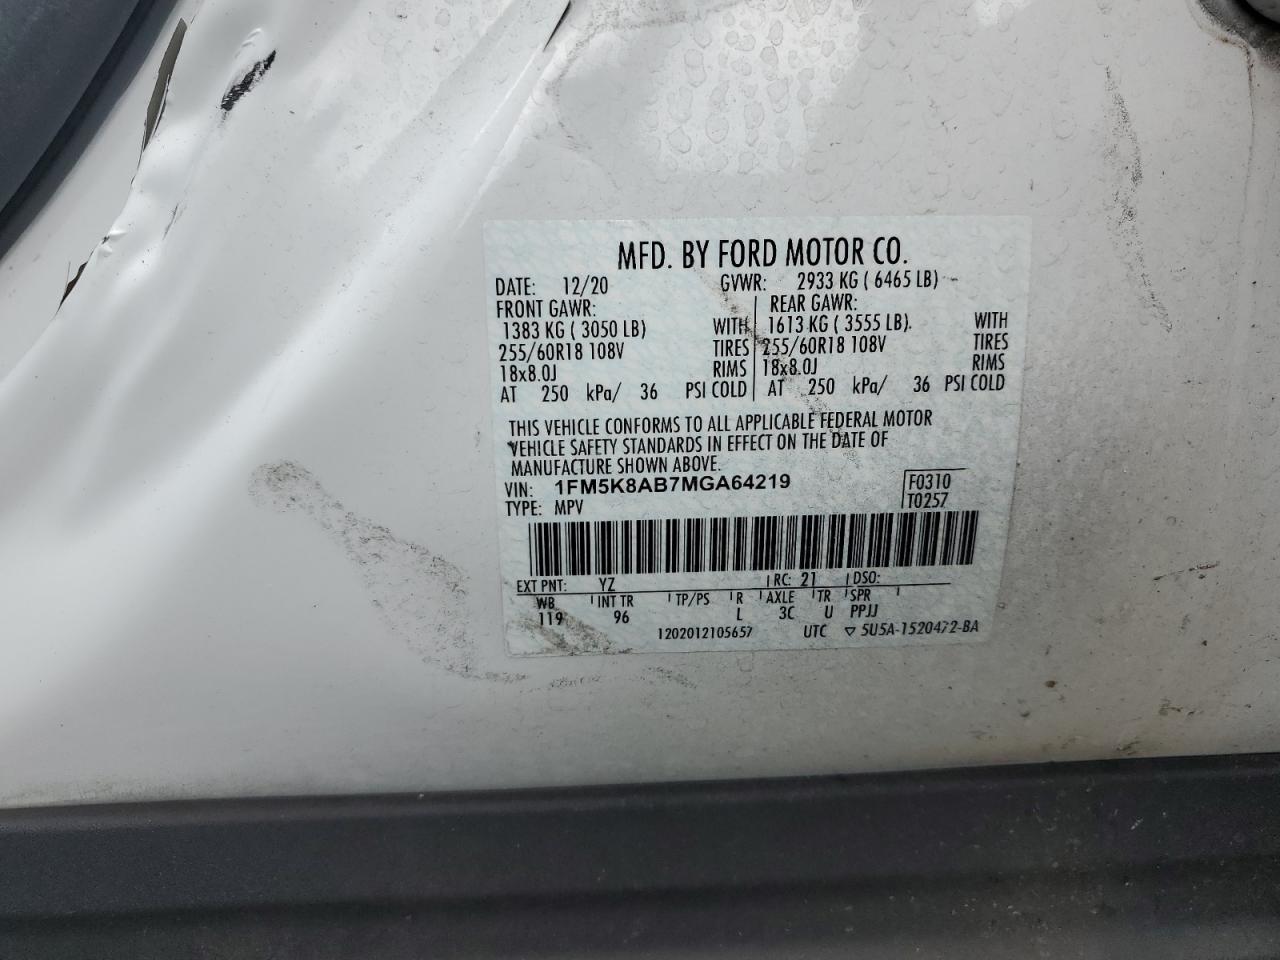 MFD. BY FORD MOTOR CO.
DATE: 12/20 GVWR: 2933 KG ( 6465 LB)
FRONT GAWR: REAR GAWR:
1383 KG ( 3050 LB) WITH 1613 KG ( 3555 LB) WITH
255/60R18 108V TIRES 255/60R18 108V TIRES
18x8.0J RIMS 18x8.0J RIMS
AT 250 kPa/ 36 PSI COLD AT 250 kPa/ 36 PSI COLD
THIS VEHICLE CONFORMS TO ALL APPLICABLE FEDERAL MOTOR
VEHICLE SAFETY STANDARDS IN EFFECT ON THE DATE OF
MANUFACTURE SHOWN ABOVE.
VIN: 1FM5K8AB7MGA64219 F0310
TYPE: MPV T0257
EXT PNT: YZ RC: 21 DSO:
WB INT TR TP/PS R AXLE TR SPR
119 96 L 3C U PPJJ
1202012105657 UTC ▽ 5U5A-1520472-BA